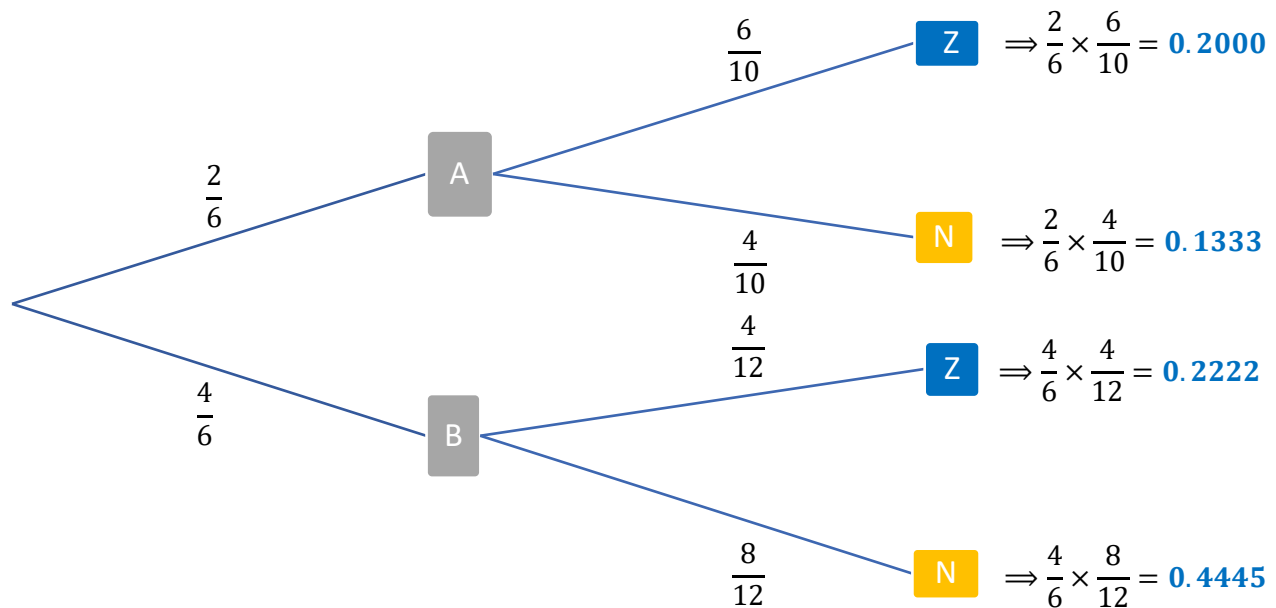 6/10
Z ⟹ 2/6 × 6/10 = 0.2000
A
2/6
N ⟹ 2/6 × 4/10 = 0.1333
4/10
4/12
Z ⟹ 4/6 × 4/12 = 0.2222
4/6
B
8/12
N ⟹ 4/6 × 8/12 = 0.4445